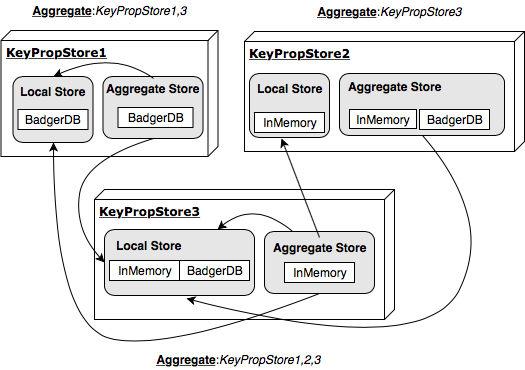 Aggregate:KeyPropStore1,3
Aggregate:KeyPropStore3
KeyPropStore1
Local Store
BadgerDB
Aggregate Store
BadgerDB
KeyPropStore2
Local Store
InMemory
Aggregate Store
InMemory
BadgerDB
KeyPropStore3
Local Store
InMemory
BadgerDB
Aggregate Store
InMemory
Aggregate:KeyPropStore1,2,3